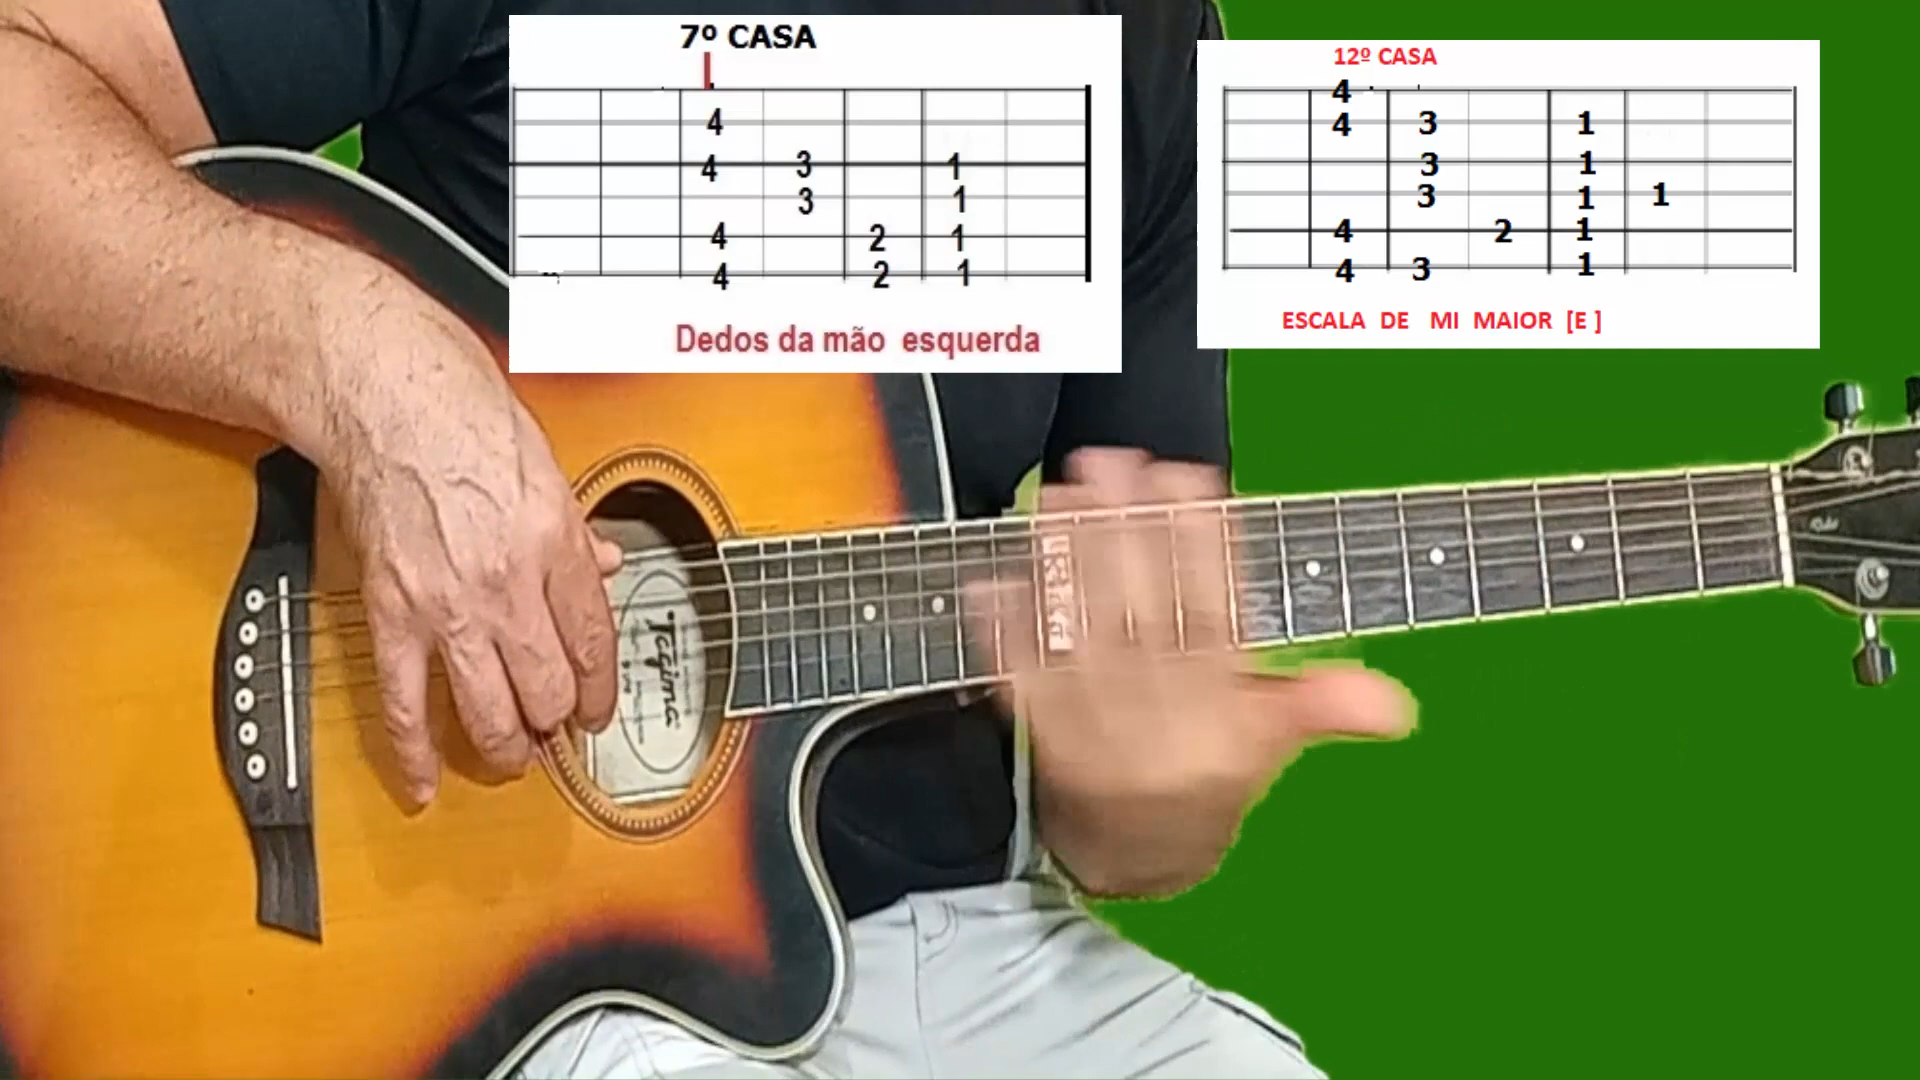 7º CASA
4
4 3 1
3 1
4 2 1
4 2 1
Dedos da mão esquerda
12º CASA
4
4 3 1
3 1
3 1 1
4 2 1
4 3 1
ESCALA DE MI MAIOR [E ]
Tagima